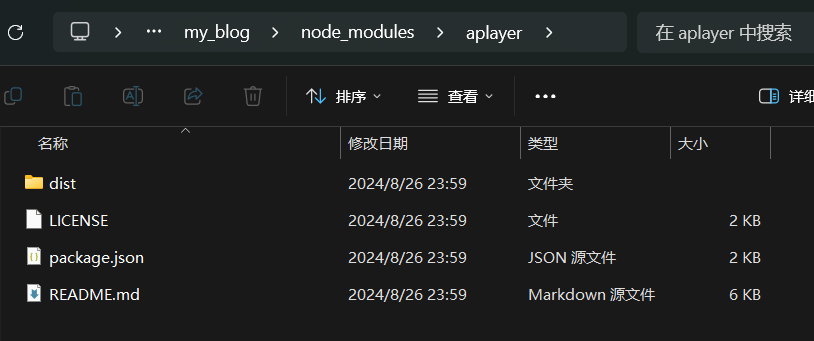 my_blog node_modules aplayer 在 aplayer 中搜索
排序 查看 详细
名称 修改日期 类型 大小
dist 2024/8/26 23:59 文件夹
LICENSE 2024/8/26 23:59 文件 2 KB
package.json 2024/8/26 23:59 JSON 源文件 2 KB
README.md 2024/8/26 23:59 Markdown 源文件 6 KB